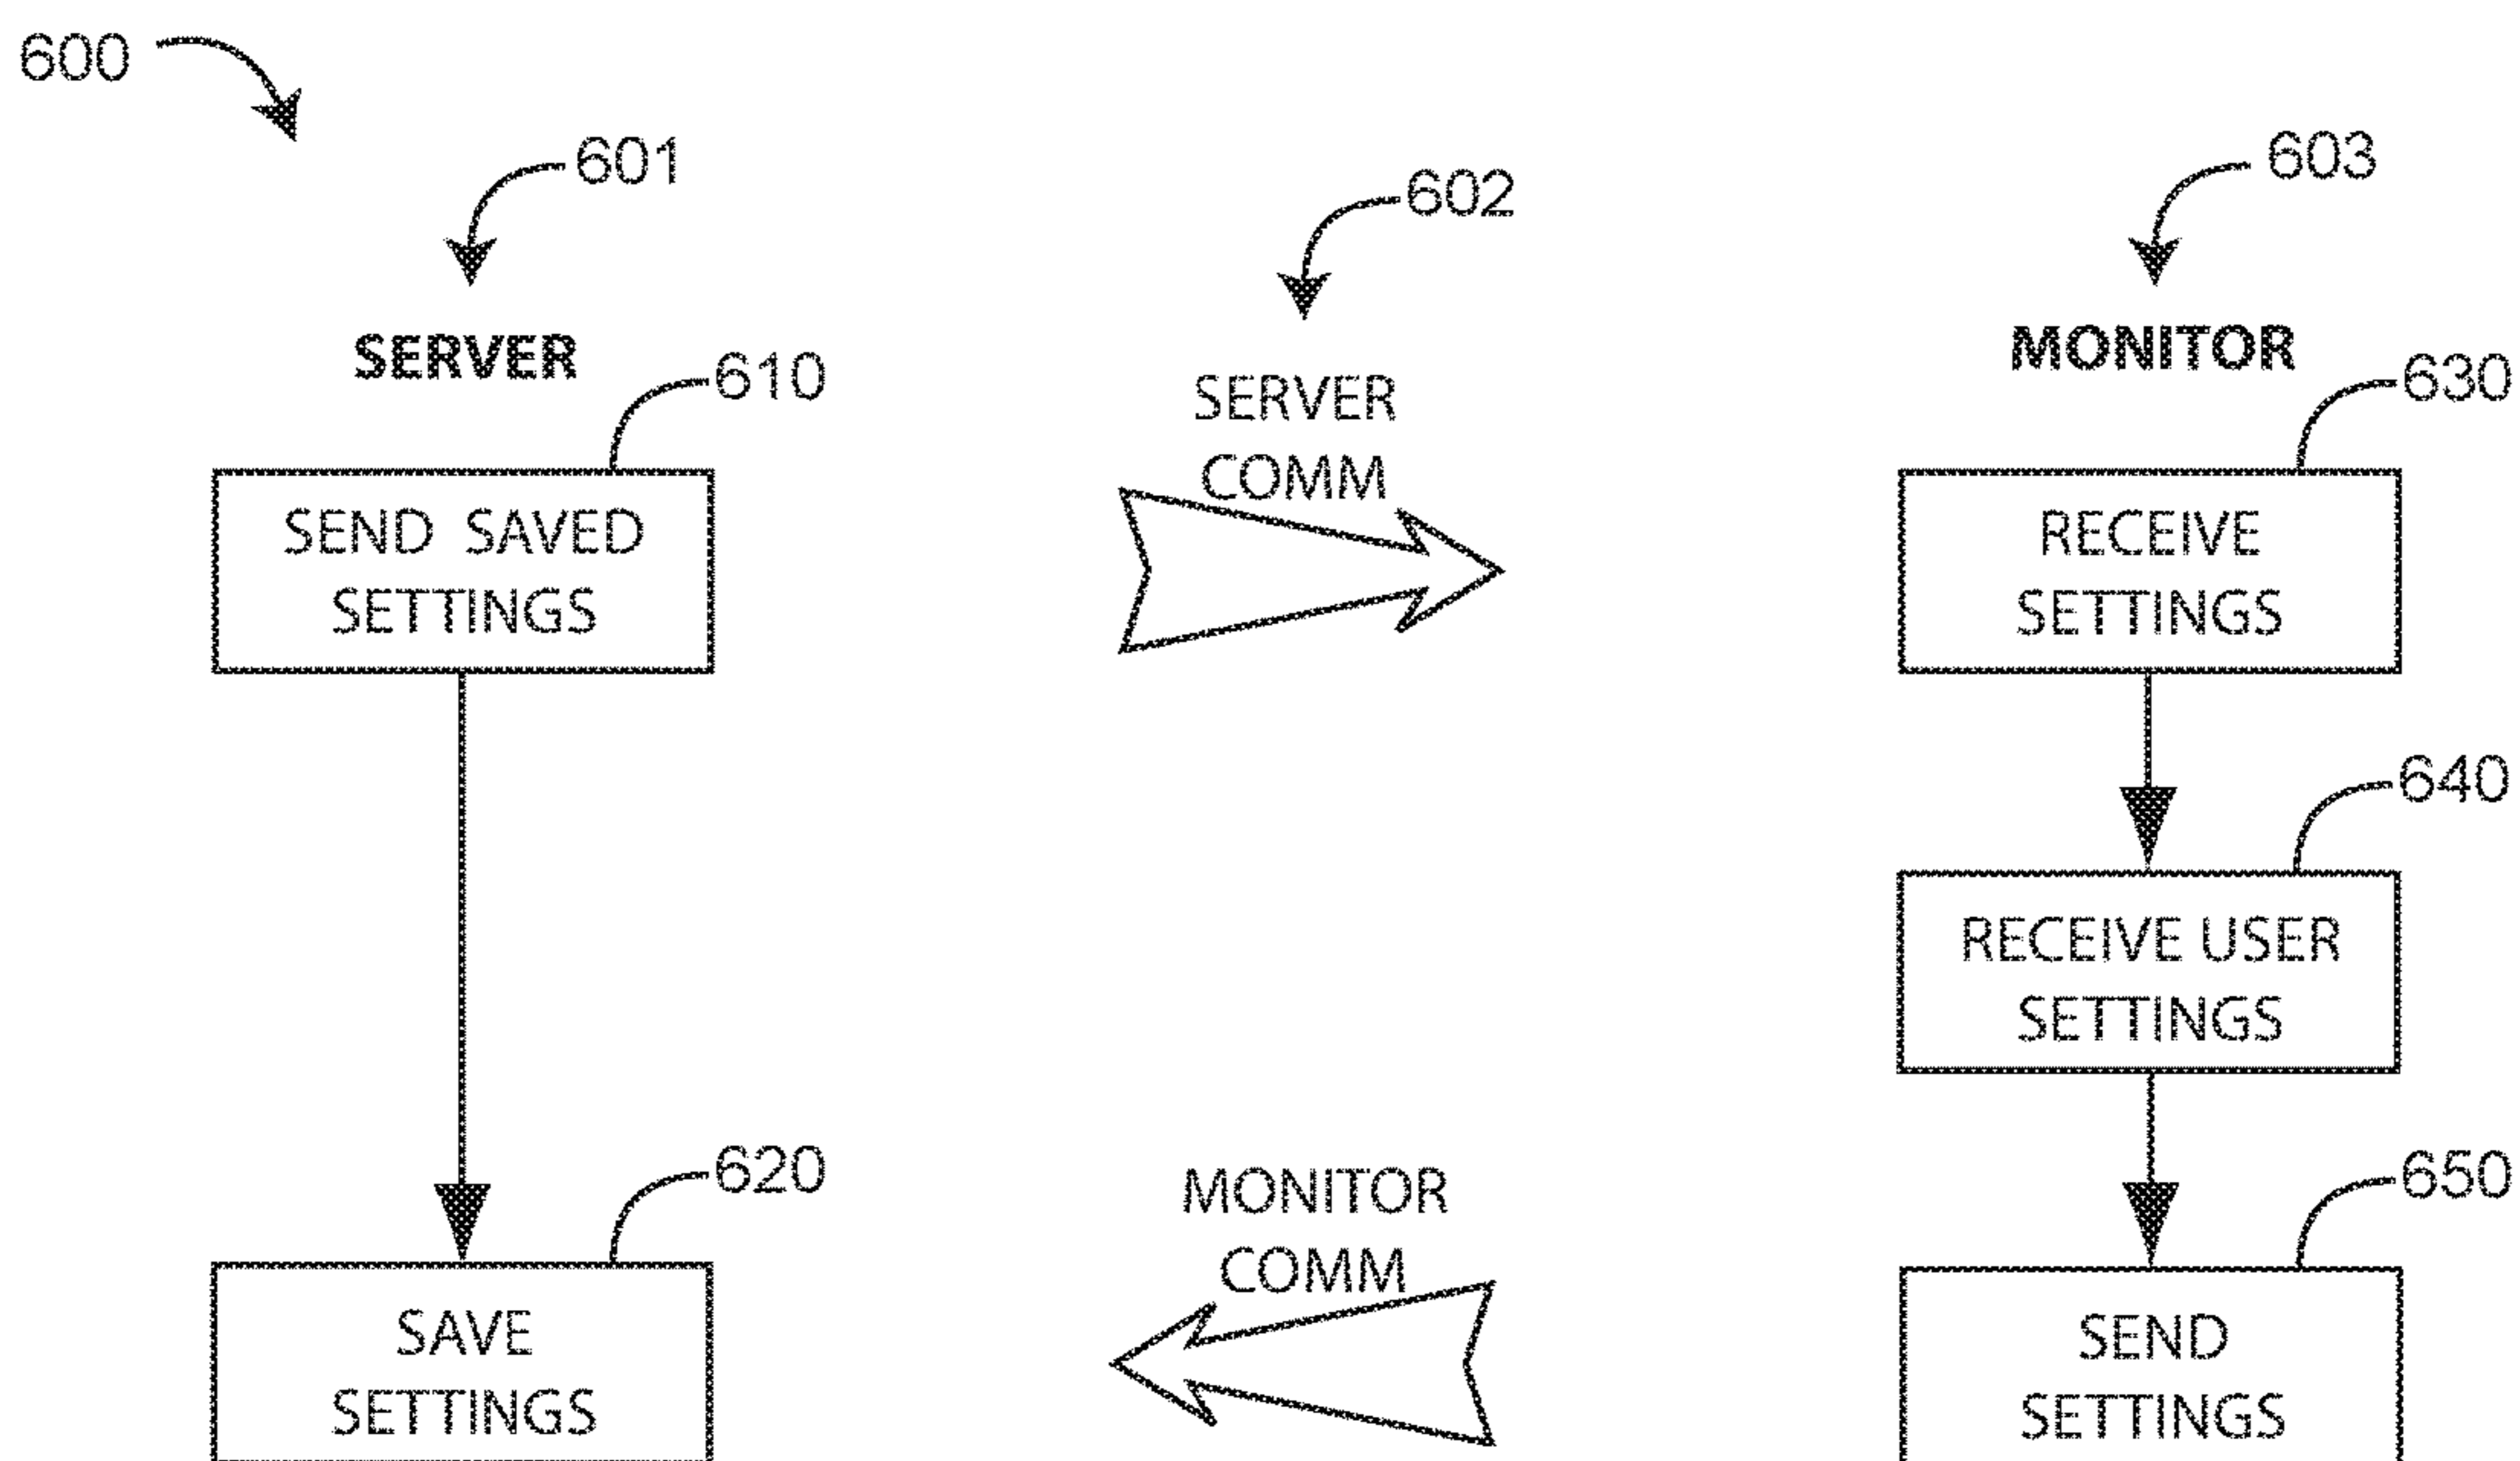 600
601
602
603
SERVER
MONITOR
610
SERVER
COMM
630
SEND SAVED
SETTINGS
RECEIVE
SETTINGS
640
RECEIVE USER
SETTINGS
620
MONITOR
COMM
650
SAVE
SETTINGS
SEND
SETTINGS